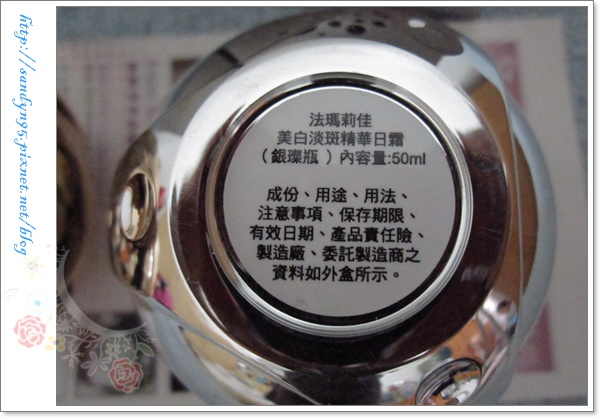 法瑪莉佳
美白淡斑精華日霜
（銀璨瓶 ）內容量:50ml
成份、用途、用法、
注意事項、保存期限、
有效日期、產品責任險、
製造廠、委託製造商之
資料如外盒所示。
http://sandyn95.pixnet.net/blog